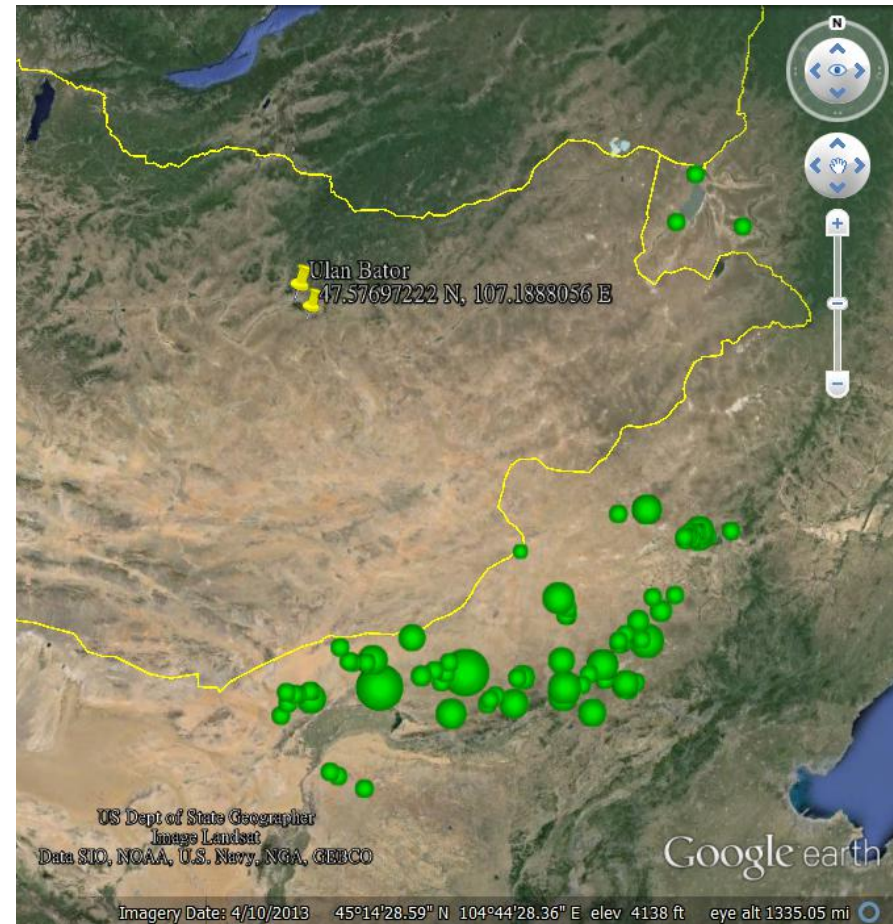 N
Ulan Bator
47.57697222 N, 107.1888056 E
US Dept of State Geographer
Image Landsat
Data SIO, NOAA, U.S. Navy, NGA, GEBCO
Google earth
Imagery Date: 4/10/2013 45°14'28.59" N 104°44'28.36" E elev 4138 ft eye alt 1335.05 mi